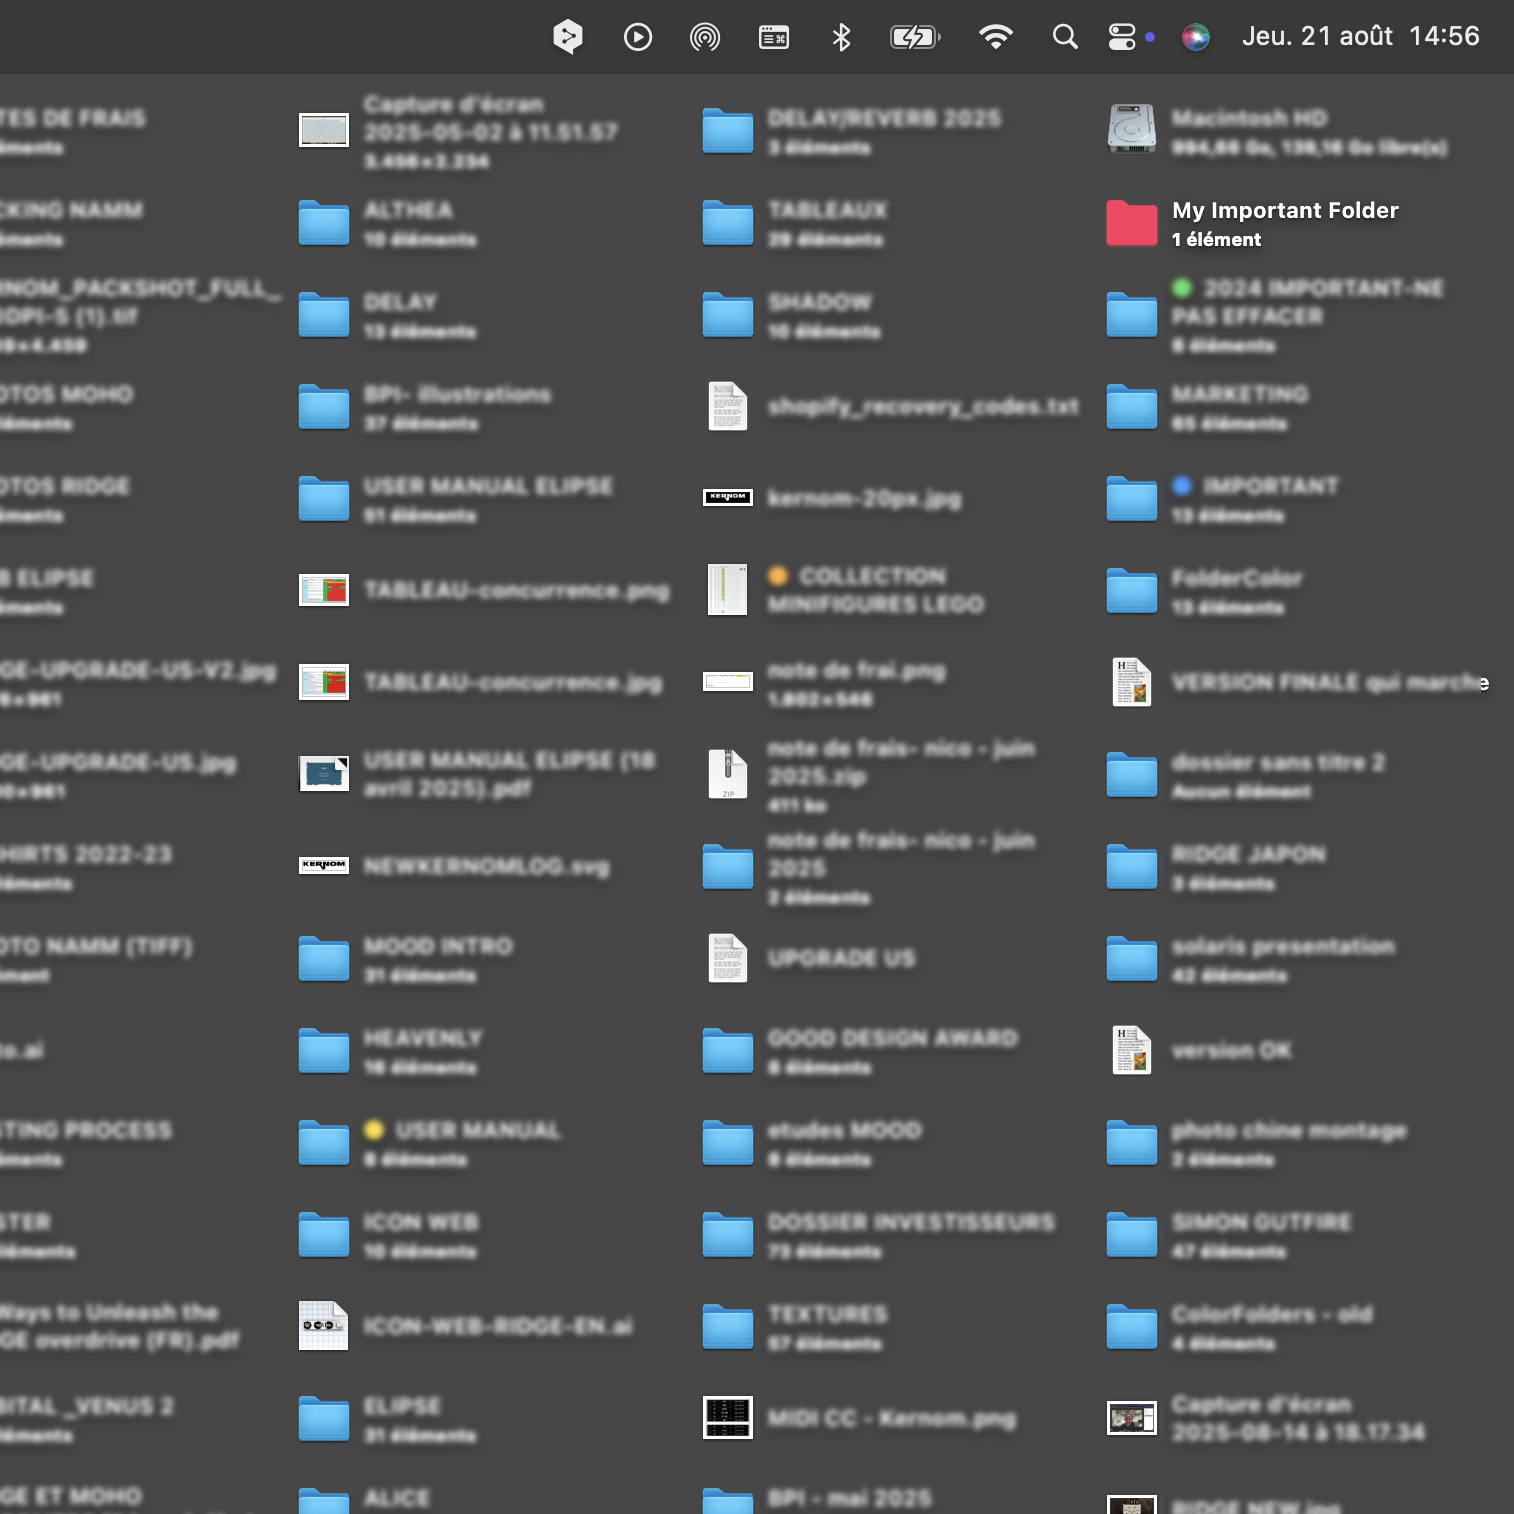 Jeu. 21 août 14:56
TES DE FRAIS
éments
CKING NAMM
éments
RNOM_PACKSHOT_FULL_
DPI-5 (1).tif
OTOS MOHO
éléments
OTOS RIDGE
éments
B ELIPSE
éments
GE-UPGRADE-US-V2.jpg
GE-UPGRADE-US.jpg
HIRTS 2022-23
éléments
OTO NAMM (TIFF)
ément
to.ai
TING PROCESS
éments
STER
éléments
Ways to Unleash the
GE overdrive (FR).pdf
BITAL_VENUS 2
éléments
GE ET MOHO
Capture d'écran
2025-05-02 à 11.51.57
3.456×2.234
ALTHEA
10 éléments
DELAY
13 éléments
BPI- illustrations
37 éléments
USER MANUAL ELIPSE
51 éléments
TABLEAU-concurrence.png
TABLEAU-concurrence.jpg
USER MANUAL ELIPSE (18
avril 2025).pdf
KERNOM
NEWKERNOMLOG.svg
MOOD INTRO
31 éléments
HEAVENLY
16 éléments
USER MANUAL
8 éléments
ICON WEB
10 éléments
ICON-WEB-RIDGE-EN.ai
ELIPSE
31 éléments
ALICE
DELAY/REVERB 2025
3 éléments
TABLEAUX
29 éléments
SHADOW
10 éléments
shopify_recovery_codes.txt
KERNOM
kernom-20px.jpg
COLLECTION
MINIFIGURES LEGO
note de frai.png
1.802×546
note de frais- nico - juin
2025.zip
411 ko
ZIP
note de frais- nico - juin
2025
2 éléments
UPGRADE US
GOOD DESIGN AWARD
8 éléments
etudes MOOD
8 éléments
DOSSIER INVESTISSEURS
73 éléments
TEXTURES
57 éléments
MIDI CC - Kernom.png
BPI - mai 2025
Macintosh HD
994,66 Go, 139,16 Go libre(s)
My Important Folder
1 élément
2024 IMPORTANT-NE
PAS EFFACER
8 éléments
MARKETING
65 éléments
IMPORTANT
13 éléments
FolderColor
13 éléments
VERSION FINALE qui marche
dossier sans titre 2
Aucun élément
RIDGE JAPON
3 éléments
solaris presentation
42 éléments
version OK
photo chine montage
2 éléments
SIMON GUTFIRE
47 éléments
ColorFolders - old
4 éléments
Capture d'écran
2025-08-14 à 18.17.34
RIDGE NEW.jpg